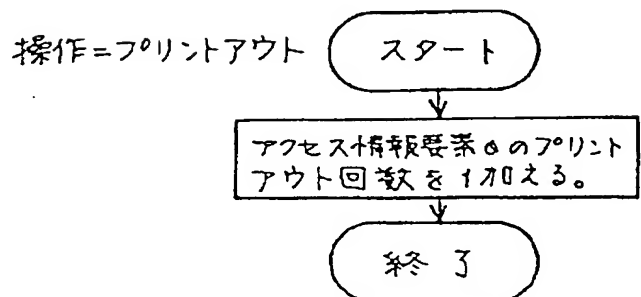 操作=プリントアウト
スタート
アクセス情報要素aのプリント
アウト回数を1加える。
終了